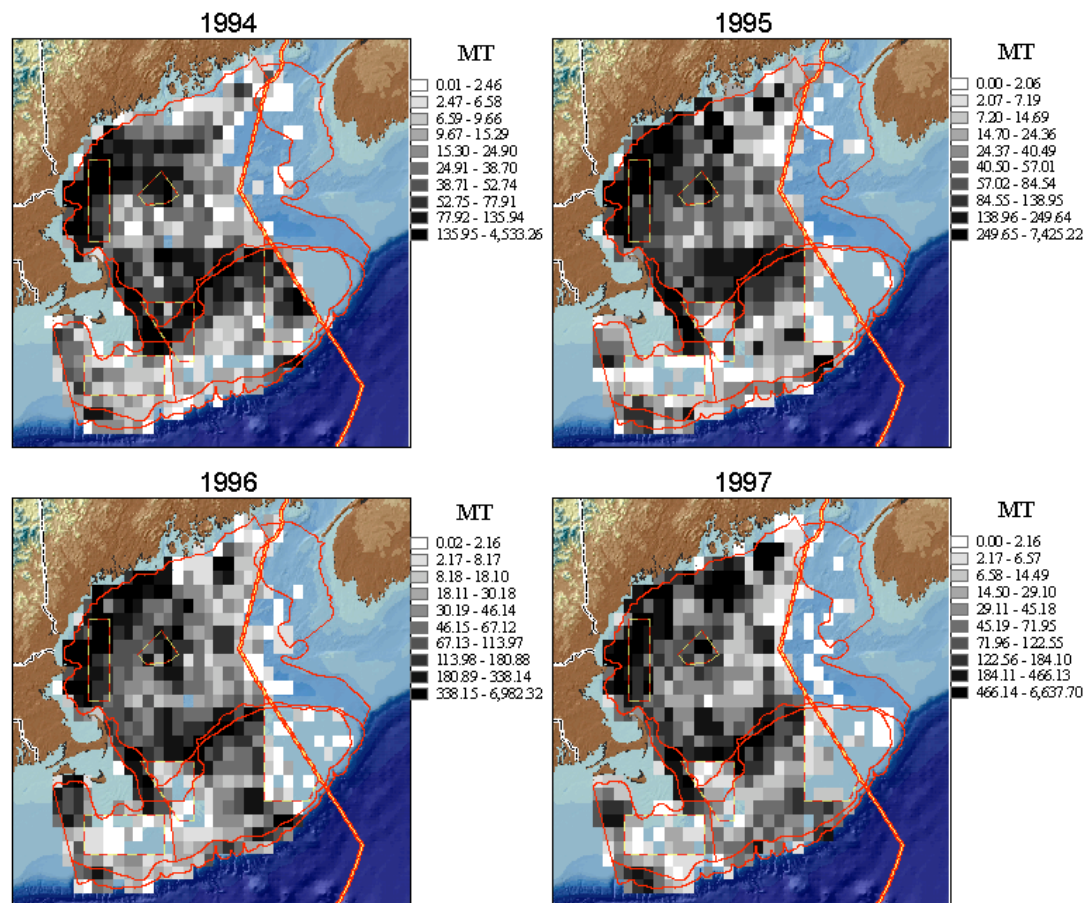 1994
MT
0.01 - 2.46
2.47 - 6.58
6.59 - 9.66
9.67 - 15.29
15.30 - 24.90
24.91 - 38.70
38.71 - 52.74
52.75 - 77.91
77.92 - 135.94
135.95 - 4,533.26
1995
MT
0.00 - 2.06
2.07 - 7.19
7.20 - 14.69
14.70 - 24.36
24.37 - 40.49
40.50 - 57.01
57.02 - 84.54
84.55 - 138.95
138.96 - 249.64
249.65 - 7,425.22
1996
MT
0.02 - 2.16
2.17 - 8.17
8.18 - 18.10
18.11 - 30.18
30.19 - 46.14
46.15 - 67.12
67.13 - 113.97
113.98 - 180.88
180.89 - 338.14
338.15 - 6,982.32
1997
MT
0.00 - 2.16
2.17 - 6.57
6.58 - 14.49
14.50 - 29.10
29.11 - 45.18
45.19 - 71.95
71.96 - 122.55
122.56 - 184.10
184.11 - 466.13
466.14 - 6,637.70